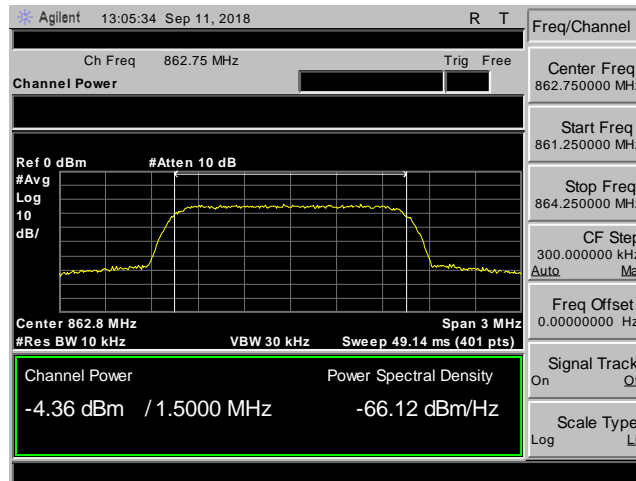 Agilent 13:05:34 Sep 11, 2018 R T
Ch Freq 862.75 MHz Trig Free
Channel Power
Ref 0 dBm #Atten 10 dB
#Avg
Log
10
dB/
Center 862.8 MHz Span 3 MHz
#Res BW 10 kHz VBW 30 kHz Sweep 49.14 ms (401 pts)
Channel Power Power Spectral Density
-4.36 dBm / 1.5000 MHz -66.12 dBm/Hz
Freq/Channel
Center Freq
862.750000 MH
Start Freq
861.250000 MH
Stop Freq
864.250000 MH
CF Step
300.000000 kHz
Auto Ma
Freq Offset
0.00000000 Hz
Signal Track
On O
Scale Type
Log Li